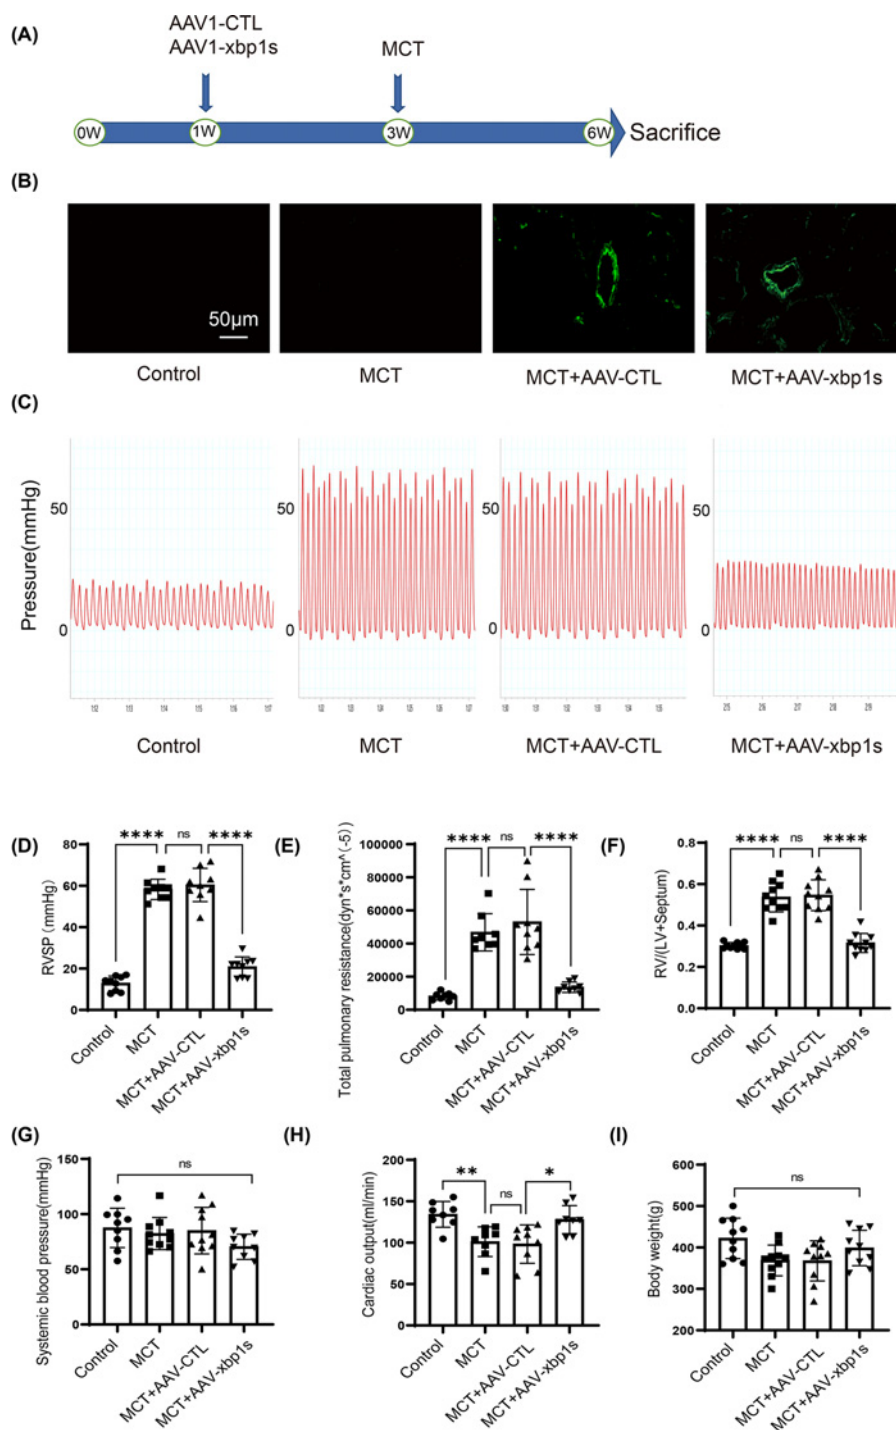 (A)
AAV1-CTL
AAV1-xbp1s
MCT
0W
1W
3W
6W
Sacrifice
(B)
50μm
Control
MCT
MCT+AAV-CTL
MCT+AAV-xbp1s
(C)
Pressure(mmHg)
50
0
50
0
50
0
50
0
Control
MCT
MCT+AAV-CTL
MCT+AAV-xbp1s
(D)
RVSP (mmHg)
80
60
40
20
0
**** ns ****
Control
MCT
MCT+AAV-CTL
MCT+AAV-xbp1s
(E)
Total pulmonary resistance(dyn*s*cm^(-5))
100000
80000
60000
40000
20000
0
**** ns ****
Control
MCT
MCT+AAV-CTL
MCT+AAV-xbp1s
(F)
RV/(LV+Septum)
0.8
0.6
0.4
0.2
0.0
**** ns ****
Control
MCT
MCT+AAV-CTL
MCT+AAV-xbp1s
(G)
Systemic blood pressure(mmHg)
150
100
50
0
ns
Control
MCT
MCT+AAV-CTL
MCT+AAV-xbp1s
(H)
Cardiac output(ml/min)
200
150
100
50
0
** ns *
Control
MCT
MCT+AAV-CTL
MCT+AAV-xbp1s
(I)
Body weight(g)
600
500
400
300
200
ns
Control
MCT
MCT+AAV-CTL
MCT+AAV-xbp1s